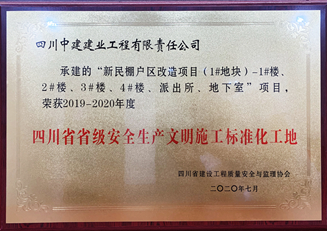 四川中建建业工程有限责任公司
承建的“新民棚户区改造项目（1#地块）-1#楼、
2#楼、3#楼、4#楼、派出所、地下室”项目，
荣获2019-2020年度
四川省省级安全生产文明施工标准化工地
四川省建设工程质量安全与监理协会
二〇二〇年七月